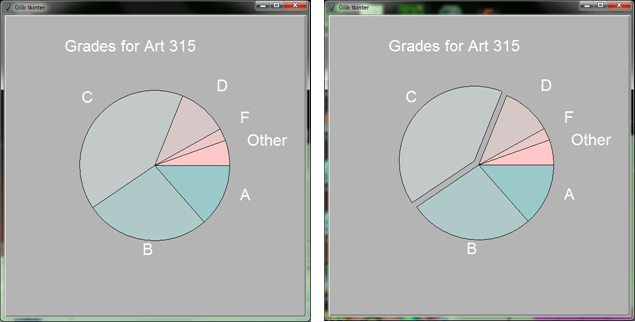 Glib tkinter
Grades for Art 315
D
C
F
Other
A
B
Glib tkinter
Grades for Art 315
D
C
F
Other
A
B